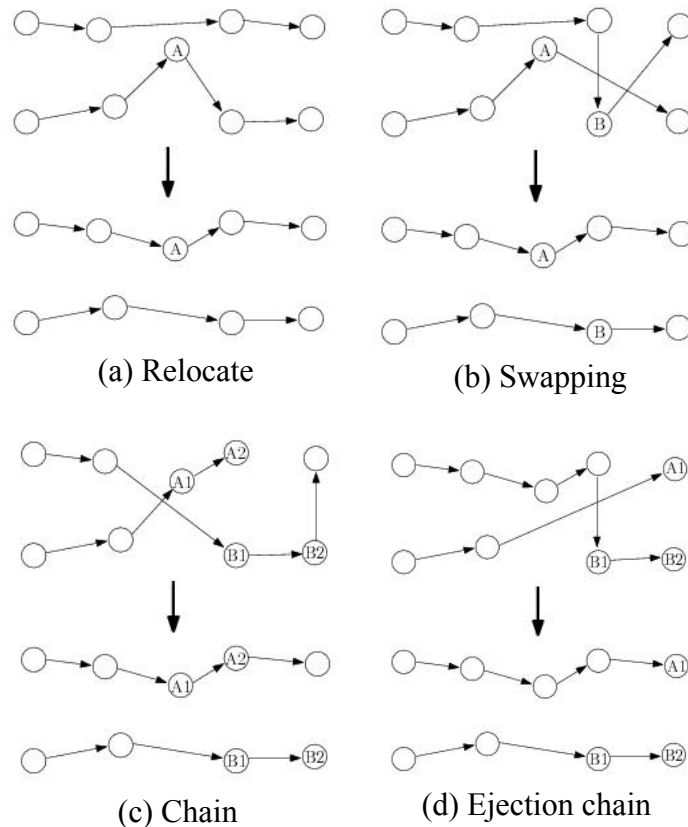 A
A
(a) Relocate
A
B
A
B
(b) Swapping
A2
A1
B1
B2
A2
A1
B1
B2
(c) Chain
A1
B1
B2
A1
B1
B2
(d) Ejection chain